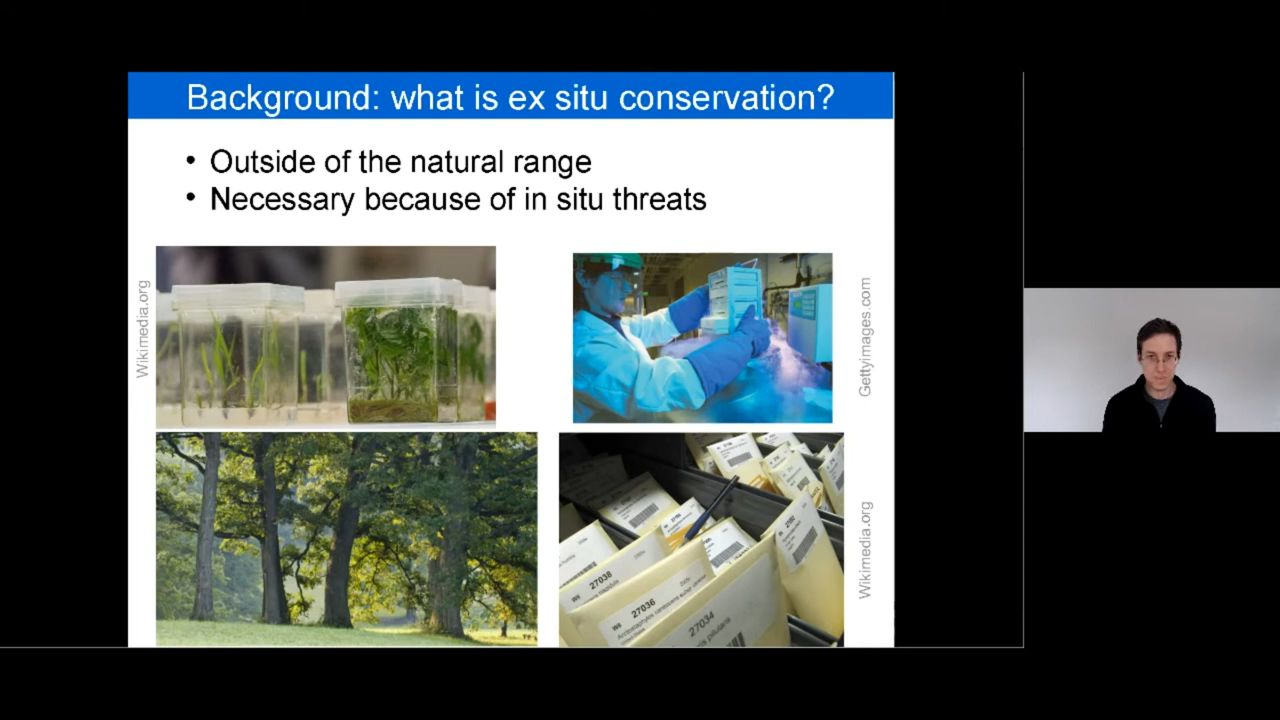 Background: what is ex situ conservation?
• Outside of the natural range
• Necessary because of in situ threats
Wikimedia.org
Gettyimages.com
Wikimedia.org
27038
27036
27034